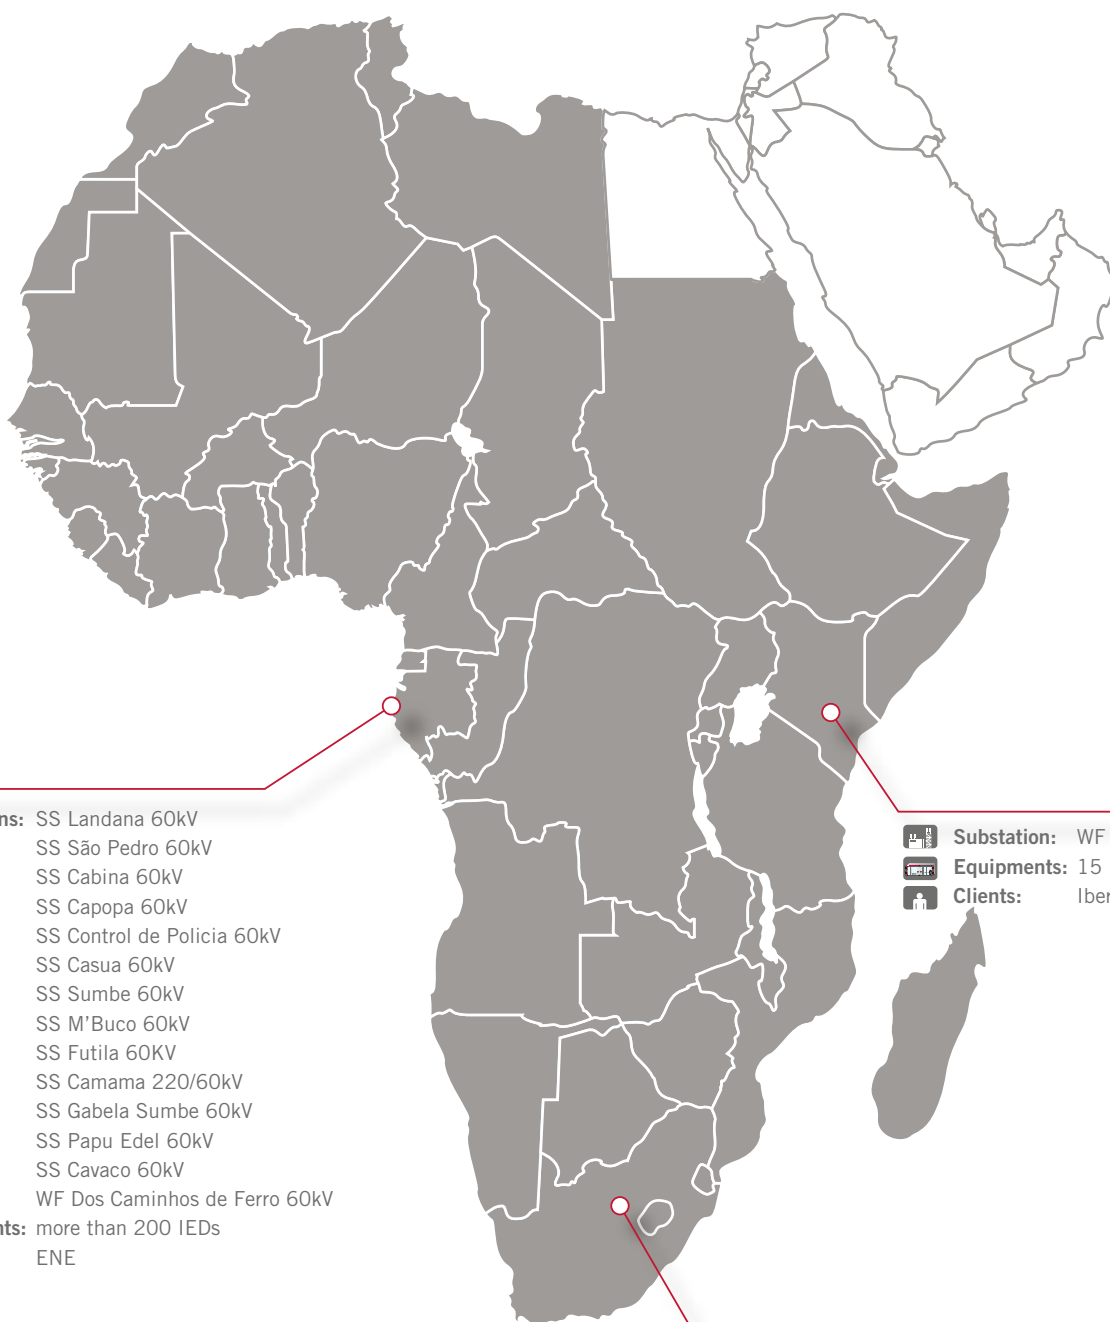 ns: SS Landana 60kV
SS São Pedro 60kV
SS Cabina 60kV
SS Capopa 60kV
SS Control de Policia 60kV
SS Casua 60kV
SS Sumbe 60kV
SS M’Buco 60kV
SS Futila 60KV
SS Camama 220/60kV
SS Gabela Sumbe 60kV
SS Papu Edel 60kV
SS Cavaco 60kV
WF Dos Caminhos de Ferro 60kV
nts: more than 200 IEDs
ENE
Substation: WF
Equipments: 15
Clients: Iber